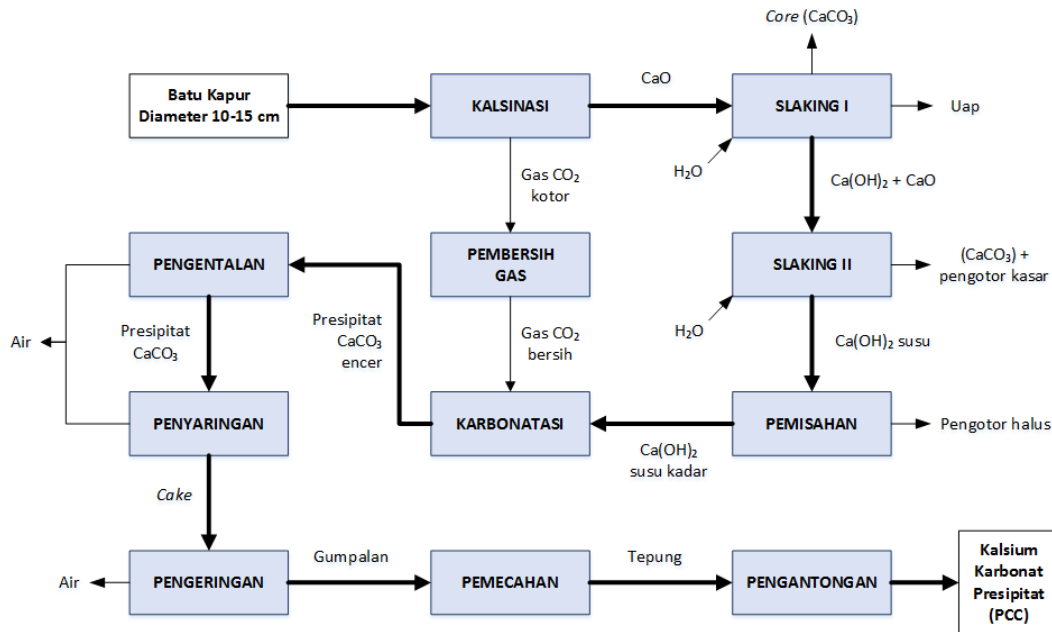 Core (CaCO₃)
Batu Kapur
Diameter 10-15 cm
KALSINASI
CaO
SLAKING I
Uap
H₂O
Gas CO₂
kotor
Ca(OH)₂ + CaO
PENGENTALAN
PEMBERSIH
GAS
SLAKING II
(CaCO₃) +
pengotor kasar
Air
Presipitat
CaCO₃
Presipitat
CaCO₃
encer
Gas CO₂
bersih
H₂O
Ca(OH)₂ susu
PENYARINGAN
KARBONATASI
PEMISAHAN
Pengotor halus
Ca(OH)₂
susu kadar
Cake
Air
PENGERINGAN
Gumpalan
PEMECAHAN
Tepung
PENGANTONGAN
Kalsium
Karbonat
Presipitat
(PCC)